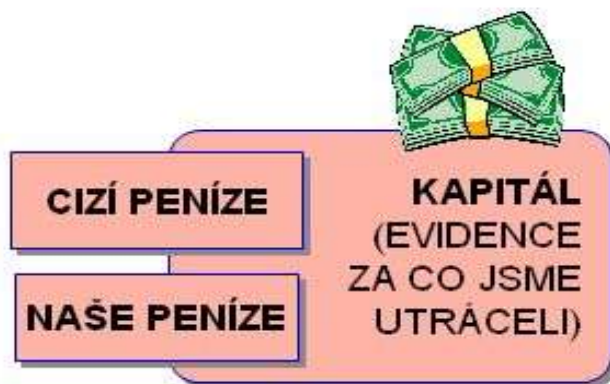 CIZÍ PENÍZE
NAŠE PENÍZE
KAPITÁL
(EVIDENCE
ZA CO JSME
UTRÁCELI)